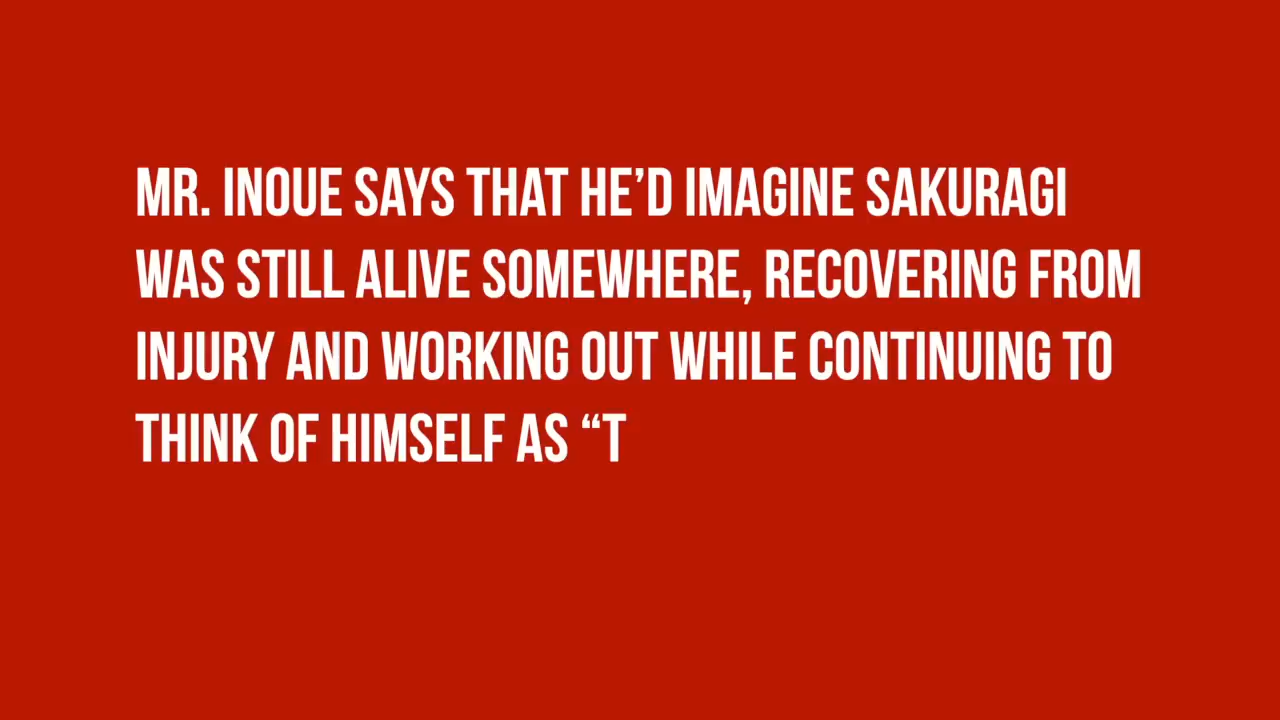 MR. INOUE SAYS THAT HE’D IMAGINE SAKURAGI
WAS STILL ALIVE SOMEWHERE, RECOVERING FROM
INJURY AND WORKING OUT WHILE CONTINUING TO
THINK OF HIMSELF AS “T